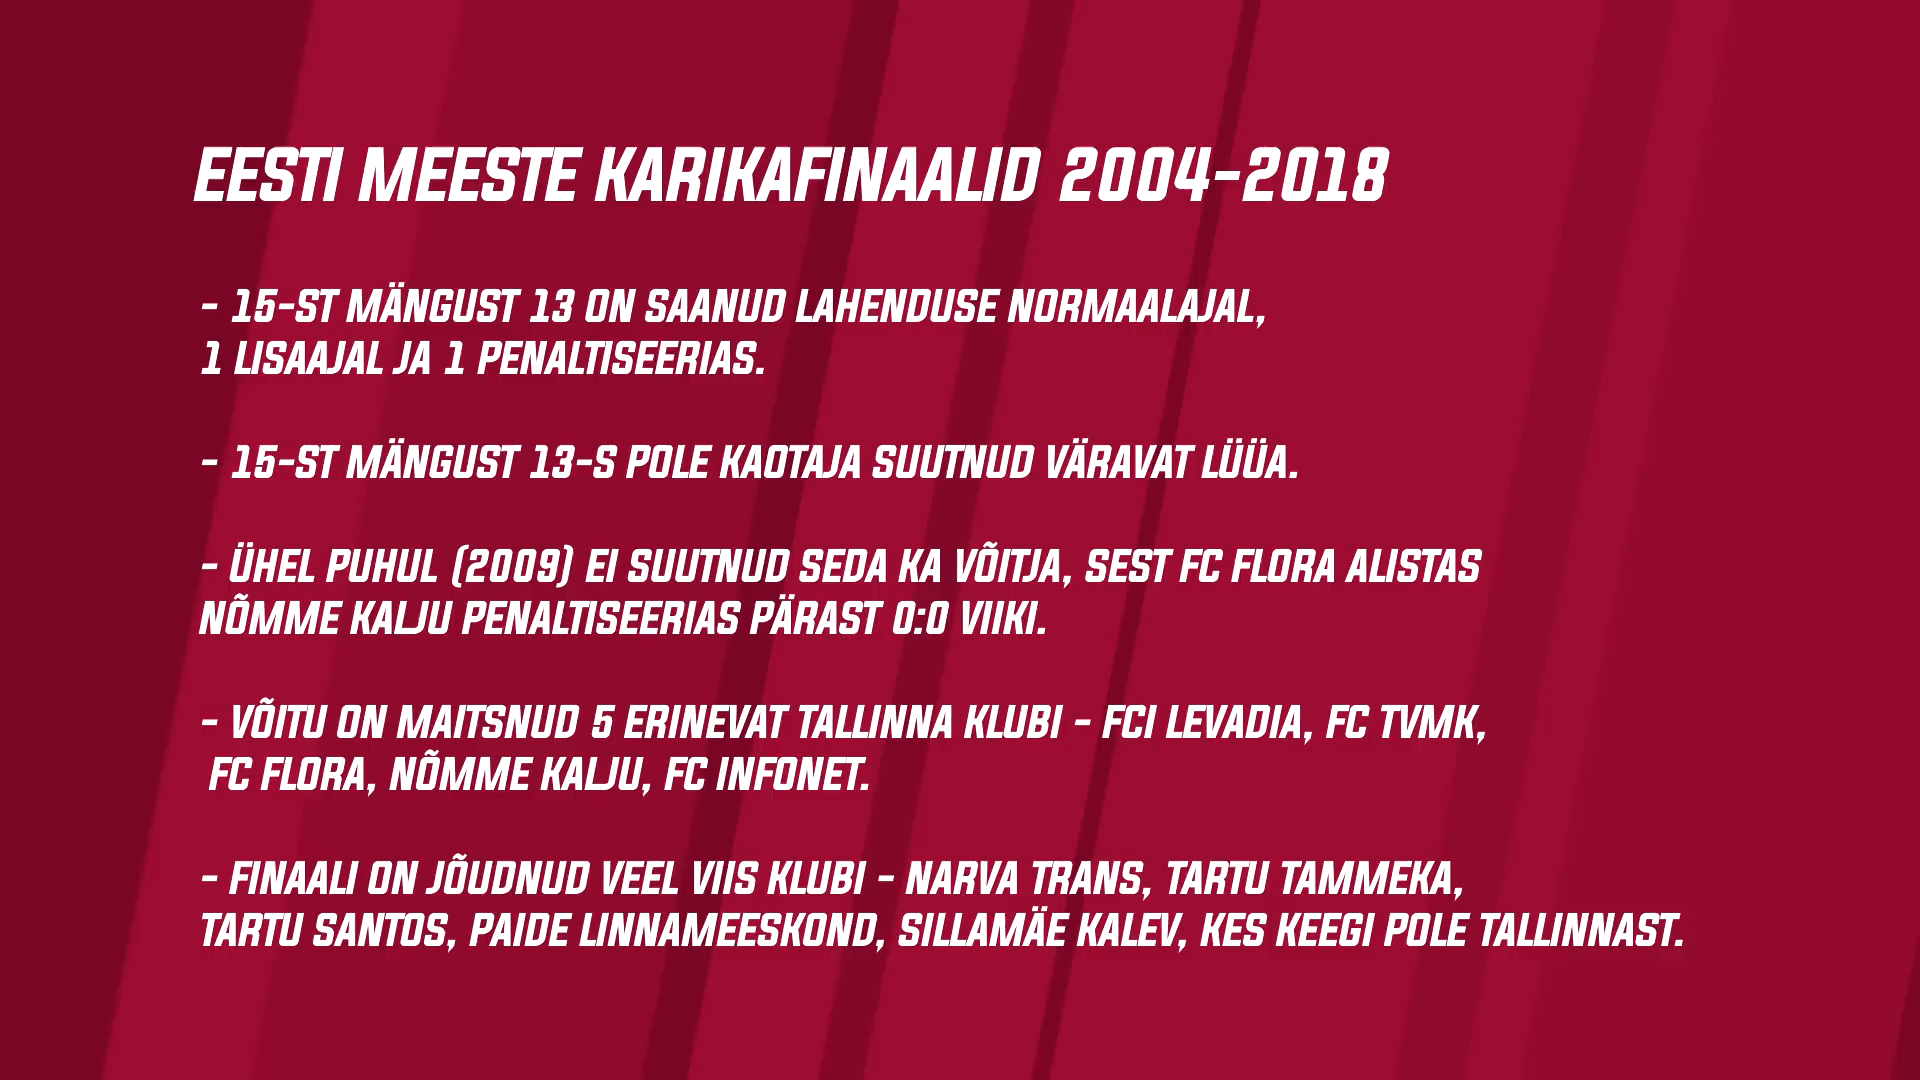 EESTI MEESTE KARIKAFINAALID 2004-2018
- 15-ST MÄNGUST 13 ON SAANUD LAHENDUSE NORMAALAJAL,
1 LISAAJAL JA 1 PENALTISEERIAS.
- 15-ST MÄNGUST 13-S POLE KAOTAJA SUUTNUD VÄRAVAT LÜÜA.
- ÜHEL PUHUL (2009) EI SUUTNUD SEDA KA VÕITJA, SEST FC FLORA ALISTAS
NÕMME KALJU PENALTISEERIAS PÄRAST 0:0 VIIKI.
- VÕITU ON MAITSNUD 5 ERINEVAT TALLINNA KLUBI - FCI LEVADIA, FC TVMK,
FC FLORA, NÕMME KALJU, FC INFONET.
- FINAALI ON JÕUDNUD VEEL VIIS KLUBI - NARVA TRANS, TARTU TAMMEKA,
TARTU SANTOS, PAIDE LINNAMEESKOND, SILLAMÄE KALEV, KES KEEGI POLE TALLINNAST.